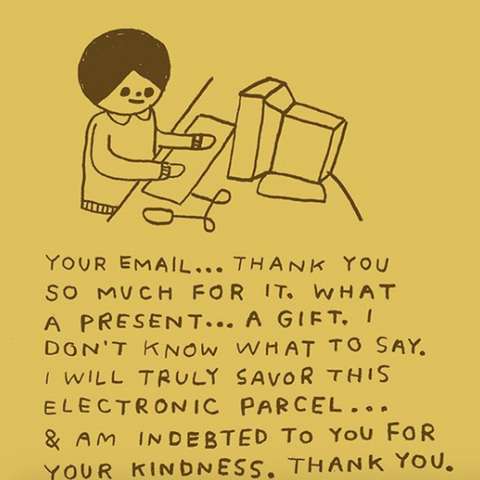 YOUR EMAIL... THANK YOU
SO MUCH FOR IT. WHAT
A PRESENT... A GIFT. I
DON'T KNOW WHAT TO SAY.
I WILL TRULY SAVOR THIS
ELECTRONIC PARCEL...
& AM INDEBTED TO YOU FOR
YOUR KINDNESS. THANK YOU.